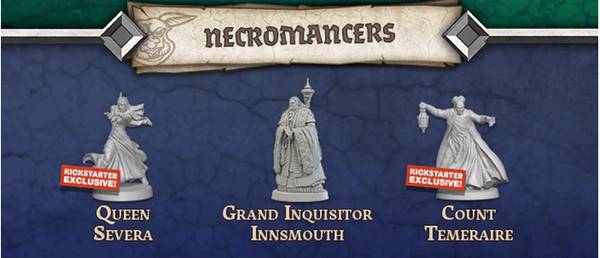 NECROMANCERS
KICKSTARTER
EXCLUSIVE!
KICKSTARTER
EXCLUSIVE!
QUEEN
SEVERA
GRAND INQUISITOR
INNSMOUTH
COUNT
TEMERAIRE